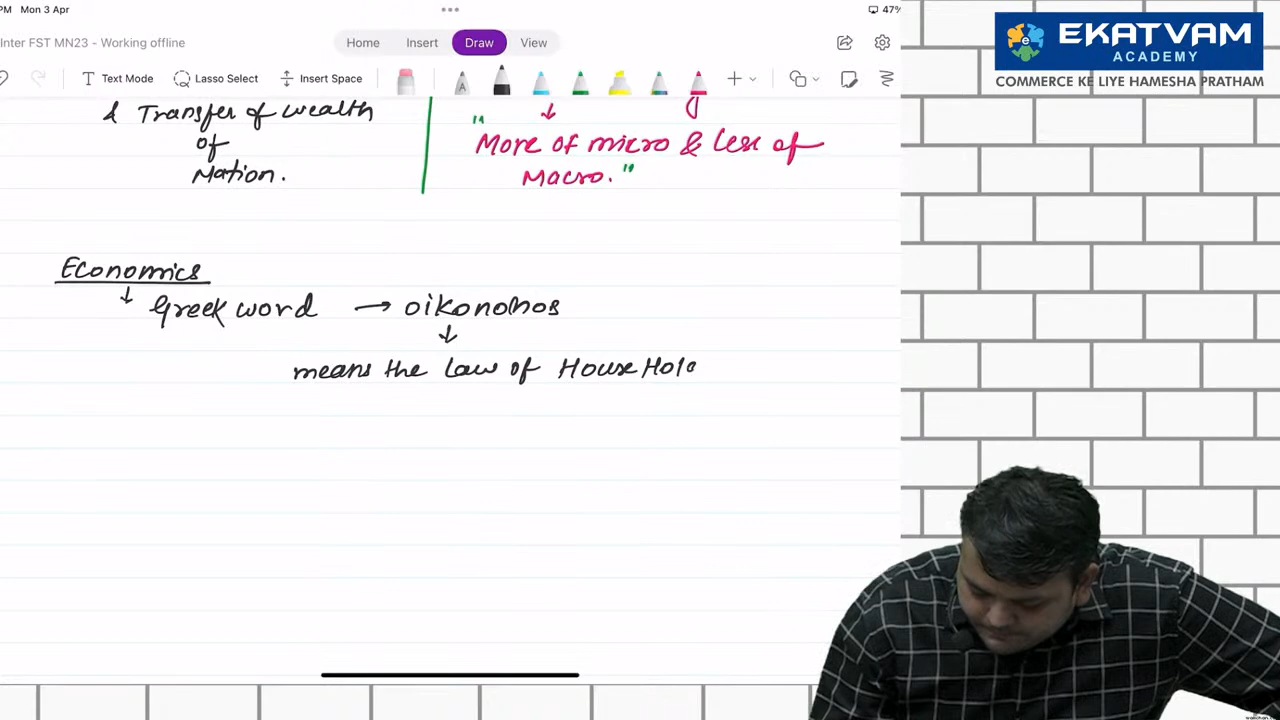 PM Mon 3 Apr
47%
Inter FST MN23 - Working offline
Home Insert Draw View
Text Mode Lasso Select Insert Space
EKATVAM
ACADEMY
COMMERCE KE LIYE HAMESHA PRATHAM
& Transfer of wealth
of
Nation.
"More of micro & Less of
Macro."
Economics
↓ Greek word → oikonomos
↓
means the Law of HouseHol